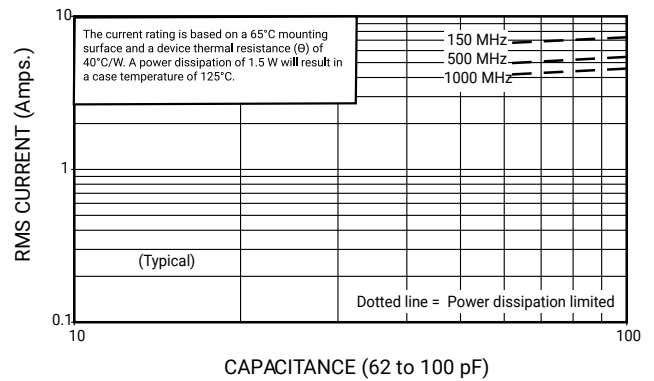 10
The current rating is based on a 65°C mounting
surface and a device thermal resistance (θ) of
40°C/W. A power dissipation of 1.5 W will result in
a case temperature of 125°C.
150 MHz
500 MHz
1000 MHz
RMS CURRENT (Amps.)
1
(Typical)
Dotted line = Power dissipation limited
0.1
10
100
CAPACITANCE (62 to 100 pF)